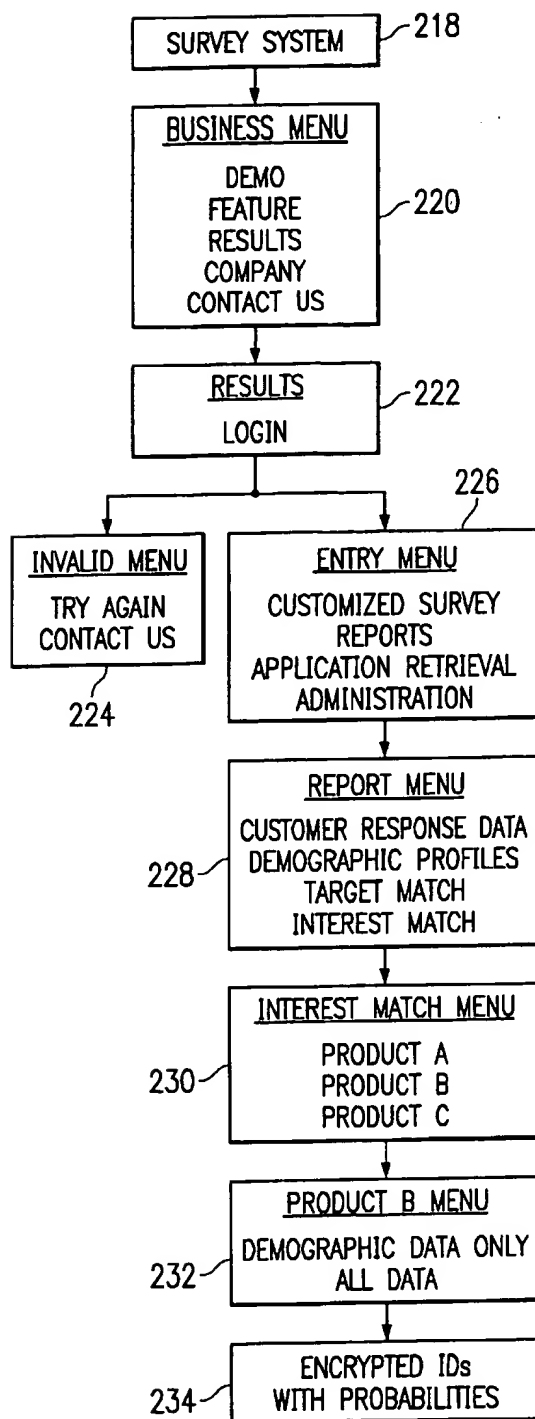 SURVEY SYSTEM
218
BUSINESS MENU
DEMO
FEATURE
RESULTS
COMPANY
CONTACT US
220
RESULTS
LOGIN
222
INVALID MENU
TRY AGAIN
CONTACT US
224
226
ENTRY MENU
CUSTOMIZED SURVEY
REPORTS
APPLICATION RETRIEVAL
ADMINISTRATION
REPORT MENU
CUSTOMER RESPONSE DATA
DEMOGRAPHIC PROFILES
TARGET MATCH
INTEREST MATCH
228
INTEREST MATCH MENU
PRODUCT A
PRODUCT B
PRODUCT C
230
PRODUCT B MENU
DEMOGRAPHIC DATA ONLY
ALL DATA
232
ENCRYPTED IDs
WITH PROBABILITIES
234